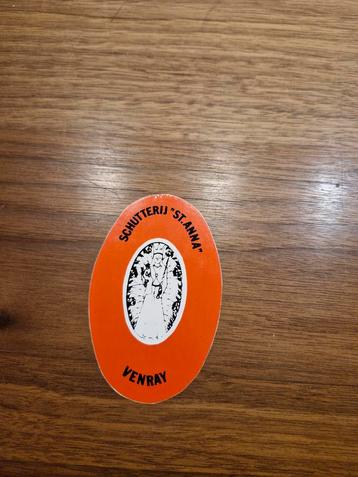 SCHUTTERIJ "ST. ANNA"
VENRAY